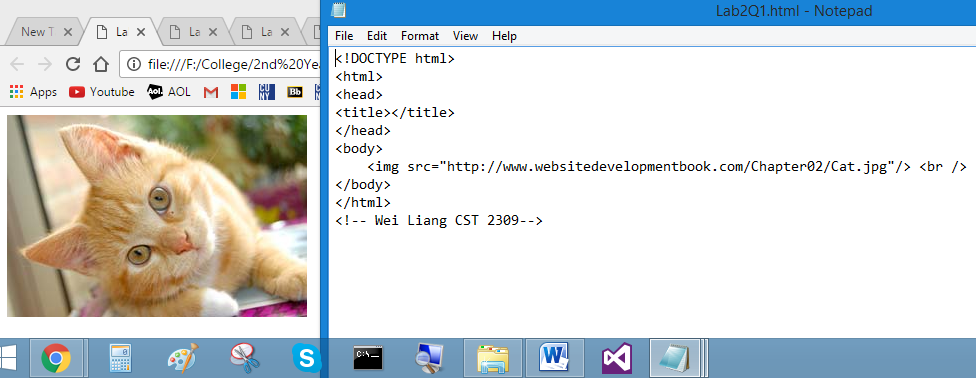 New T
La
La
La
La
file:///F:/College/2nd%20Yea
Apps
Youtube
Aol.
AOL
Bb
Lab2Q1.html - Notepad
File Edit Format View Help
<!DOCTYPE html>
<html>
<head>
<title></title>
</head>
<body>
    <img src="http://www.websitedevelopmentbook.com/Chapter02/Cat.jpg"/> <br />
</body>
</html>
<!-- Wei Liang CST 2309-->